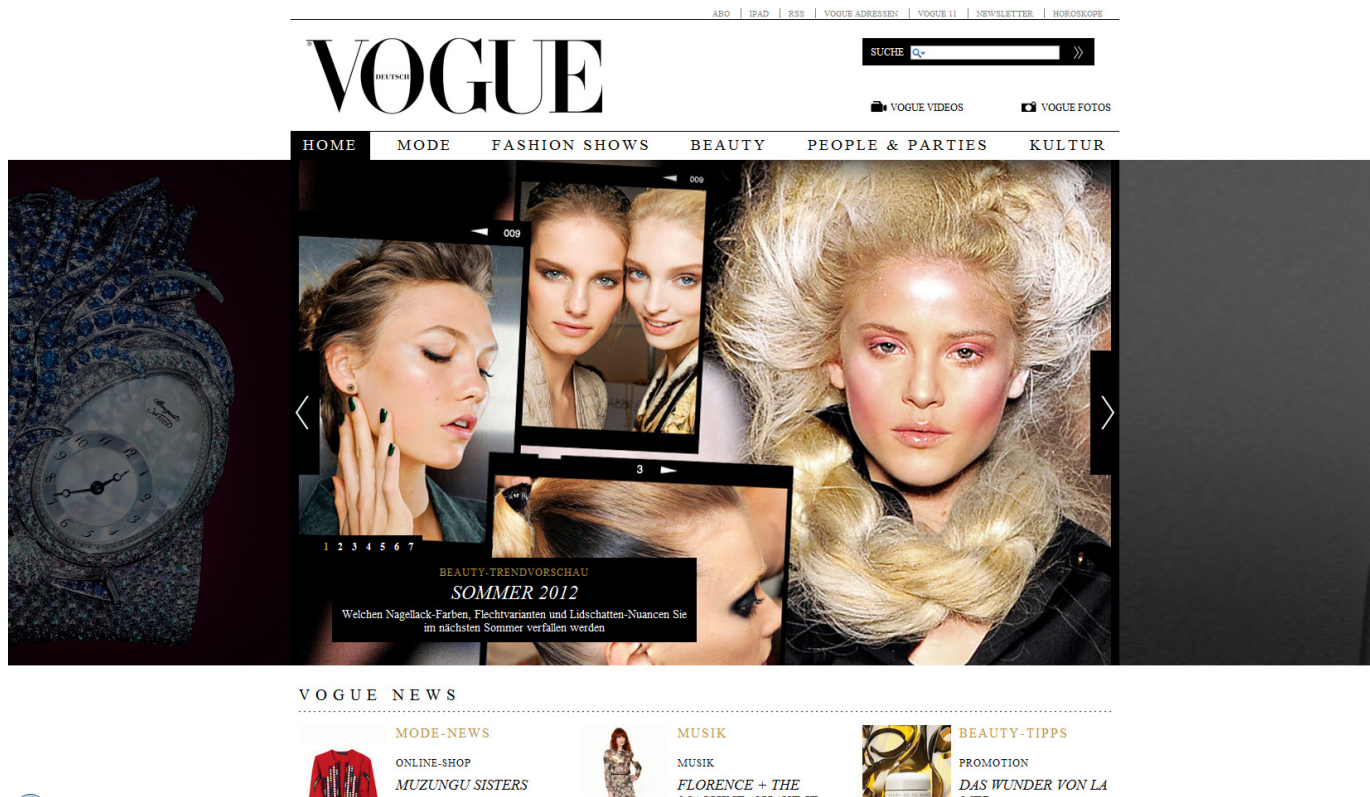 ABO | IPAD | RSS | VOGUE ADRESSEN | VOGUE 11 | NEWSLETTER | HOROSKOPE
VOGUE
DEUTSCH
®
SUCHE
VOGUE VIDEOS
VOGUE FOTOS
HOME MODE FASHION SHOWS BEAUTY PEOPLE & PARTIES KULTUR
009
009
3
1 2 3 4 5 6 7
BEAUTY-TRENDVORSCHAU
SOMMER 2012
Welchen Nagellack-Farben, Flechtvarianten und Lidschatten-Nuancen Sie
im nächsten Sommer verfallen werden
VOGUE NEWS
MODE-NEWS
ONLINE-SHOP
MUZUNGU SISTERS
MUSIK
MUSIK
FLORENCE + THE
BEAUTY-TIPPS
PROMOTION
DAS WUNDER VON LA